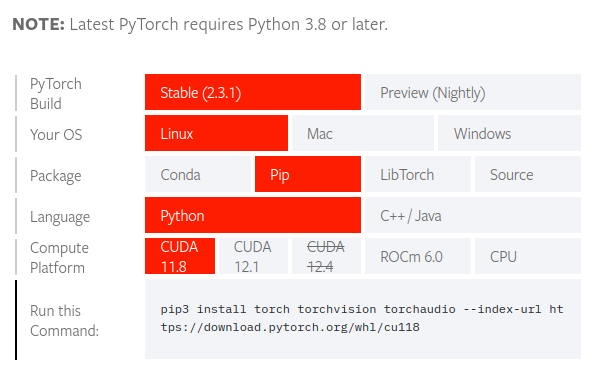 NOTE: Latest PyTorch requires Python 3.8 or later.
PyTorch
Build
Stable (2.3.1)
Preview (Nightly)
Your OS
Linux
Mac
Windows
Package
Conda
Pip
LibTorch
Source
Language
Python
C++ / Java
Compute
Platform
CUDA
11.8
CUDA
12.1
CUDA
12.4
ROCm 6.0
CPU
Run this
Command:
pip3 install torch torchvision torchaudio --index-url ht
tps://download.pytorch.org/whl/cu118